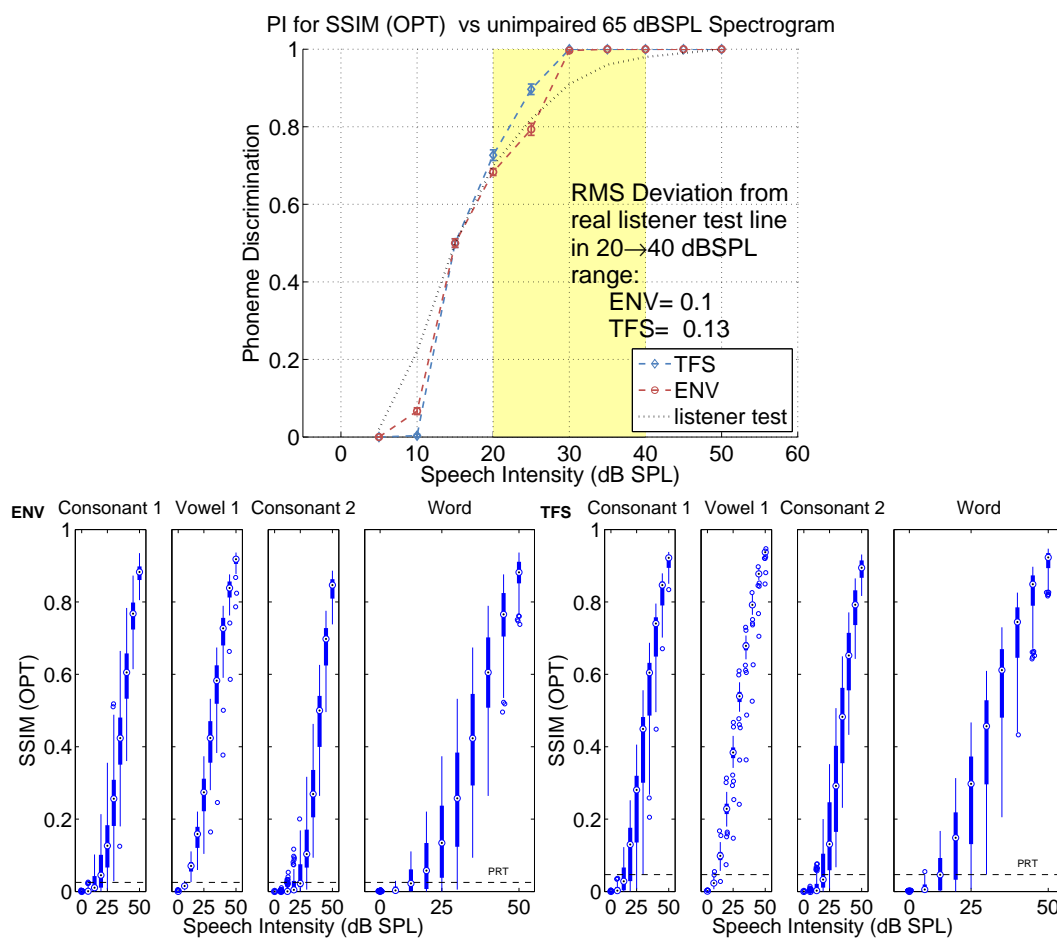 PI for SSIM (OPT)  vs unimpaired 65 dBSPL Spectrogram
1
0.8
0.6
0.4
0.2
0
Phoneme Discrimination
RMS Deviation from
real listener test line
in 20→40 dBSPL
range:
ENV= 0.1
TFS=  0.13
TFS
ENV
listener test
0 10 20 30 40 50 60
Speech Intensity (dB SPL)
ENV Consonant 1 Vowel 1 Consonant 2 Word
1
0.8
0.6
0.4
0.2
0
SSIM (OPT)
PRT
0 25 50 0 25 50 0 25 50 0 25 50
Speech Intensity (dB SPL)
TFS Consonant 1 Vowel 1 Consonant 2 Word
1
0.8
0.6
0.4
0.2
0
SSIM (OPT)
PRT
0 25 50 0 25 50 0 25 50 0 25 50
Speech Intensity (dB SPL)